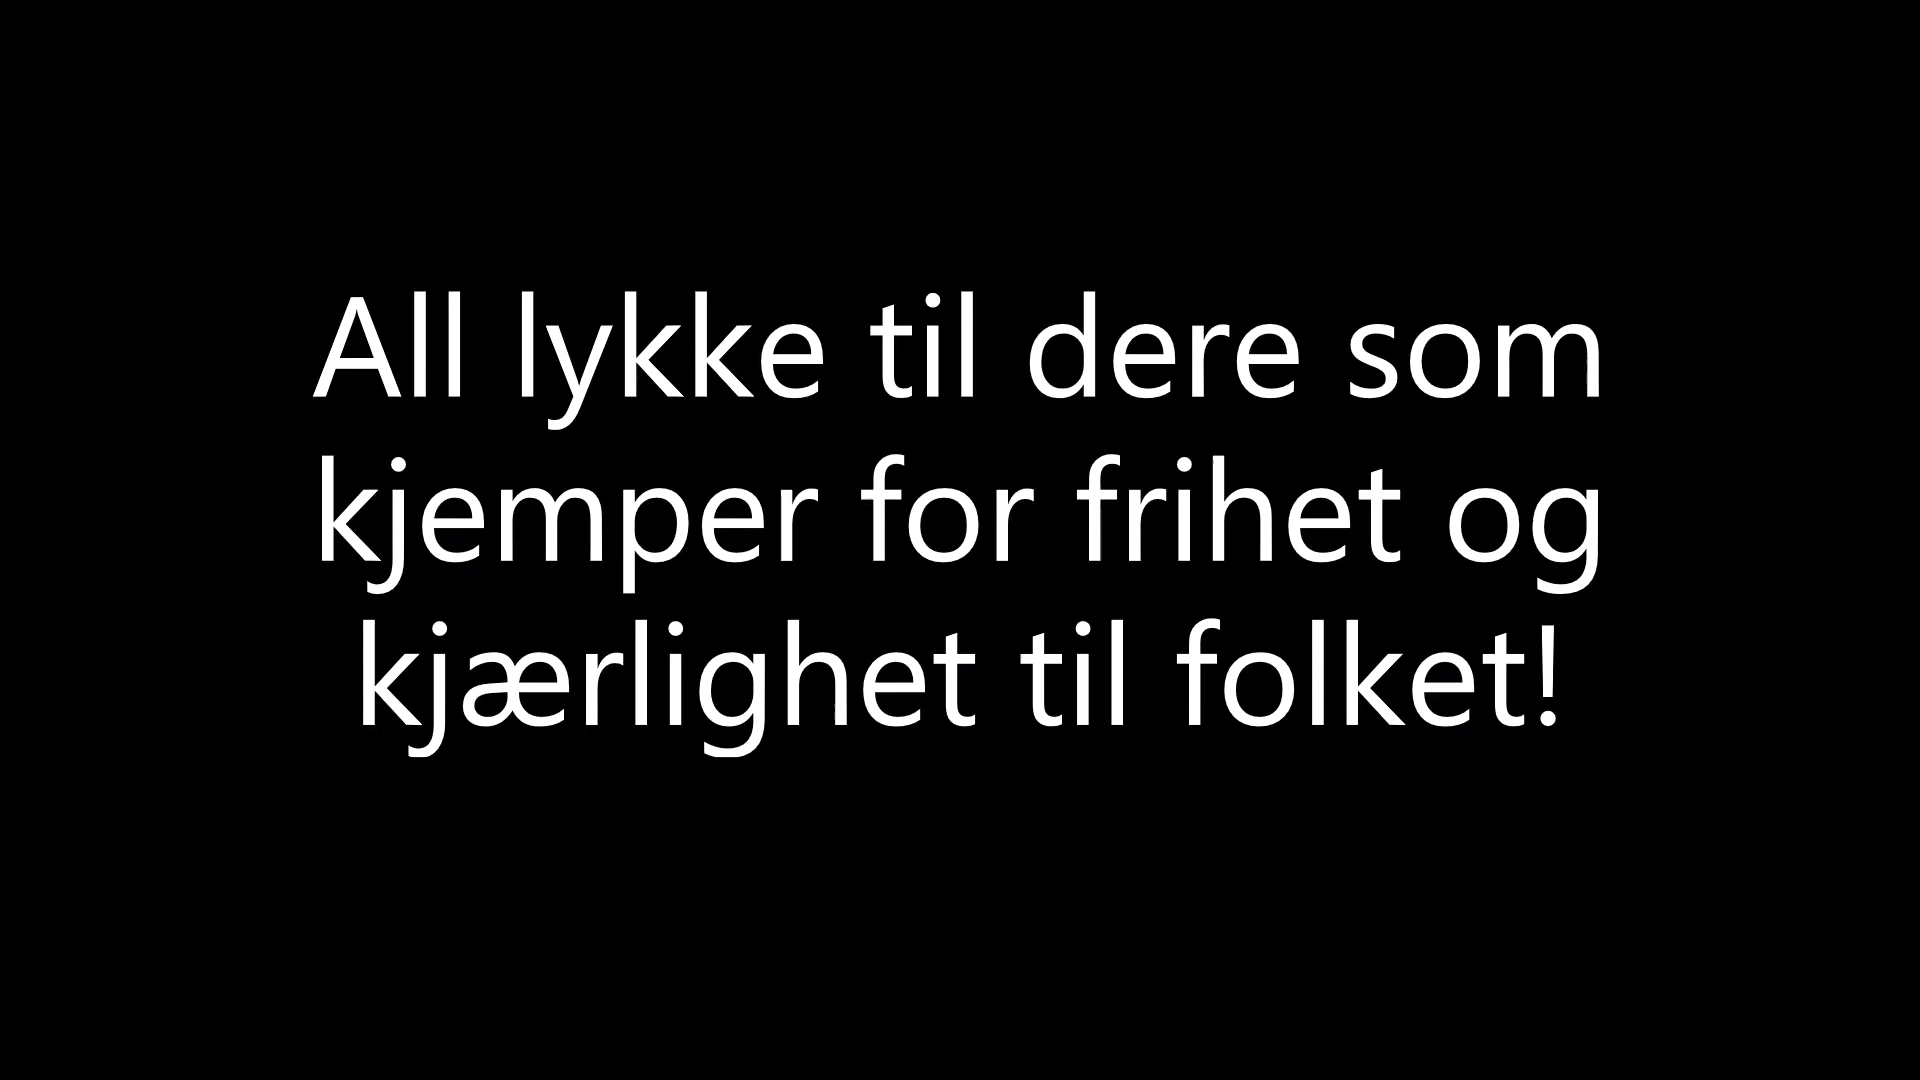 All lykke til dere som
kjemper for frihet og
kjærlighet til folket!